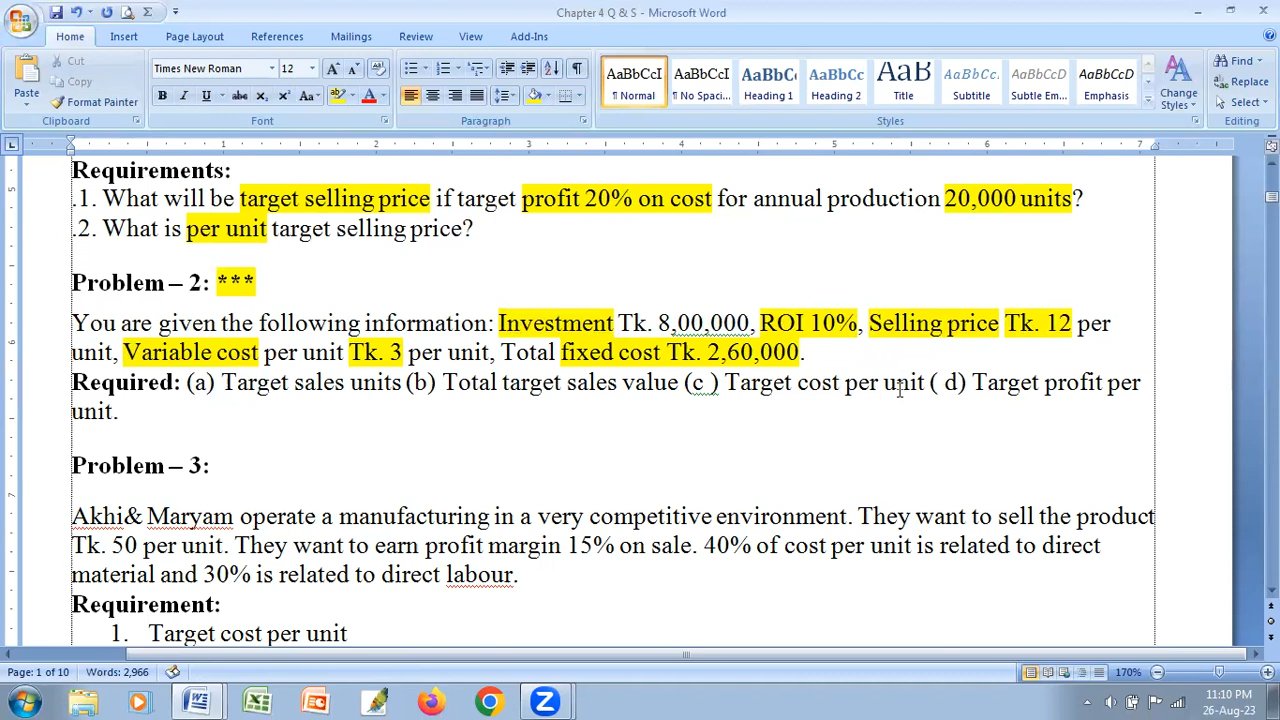 Chapter 4 Q & S - Microsoft Word
Home Insert Page Layout References Mailings Review View Add-Ins
Cut
Copy
Format Painter
Paste
Clipboard
Times New Roman 12
Font
Paragraph
AaBbCcI AaBbCcI AaBbC AaBbCc AaB AaBbCcI AaBbCcD AaBbCcD
¶ Normal ¶ No Spaci... Heading 1 Heading 2 Title Subtitle Subtle Em... Emphasis
Change Styles
Styles
Find
Replace
Select
Editing
1 2 3 4 5 6 7
Requirements:
.1. What will be target selling price if target profit 20% on cost for annual production 20,000 units?
.2. What is per unit target selling price?
Problem – 2: ***
You are given the following information: Investment Tk. 8,00,000, ROI 10%, Selling price Tk. 12 per
unit, Variable cost per unit Tk. 3 per unit, Total fixed cost Tk. 2,60,000.
Required: (a) Target sales units (b) Total target sales value (c ) Target cost per unit ( d) Target profit per
unit.
Problem – 3:
Akhi& Maryam operate a manufacturing in a very competitive environment. They want to sell the product
Tk. 50 per unit. They want to earn profit margin 15% on sale. 40% of cost per unit is related to direct
material and 30% is related to direct labour.
Requirement:
1. Target cost per unit
Page: 1 of 10 Words: 2,966 170%
11:10 PM
26-Aug-23